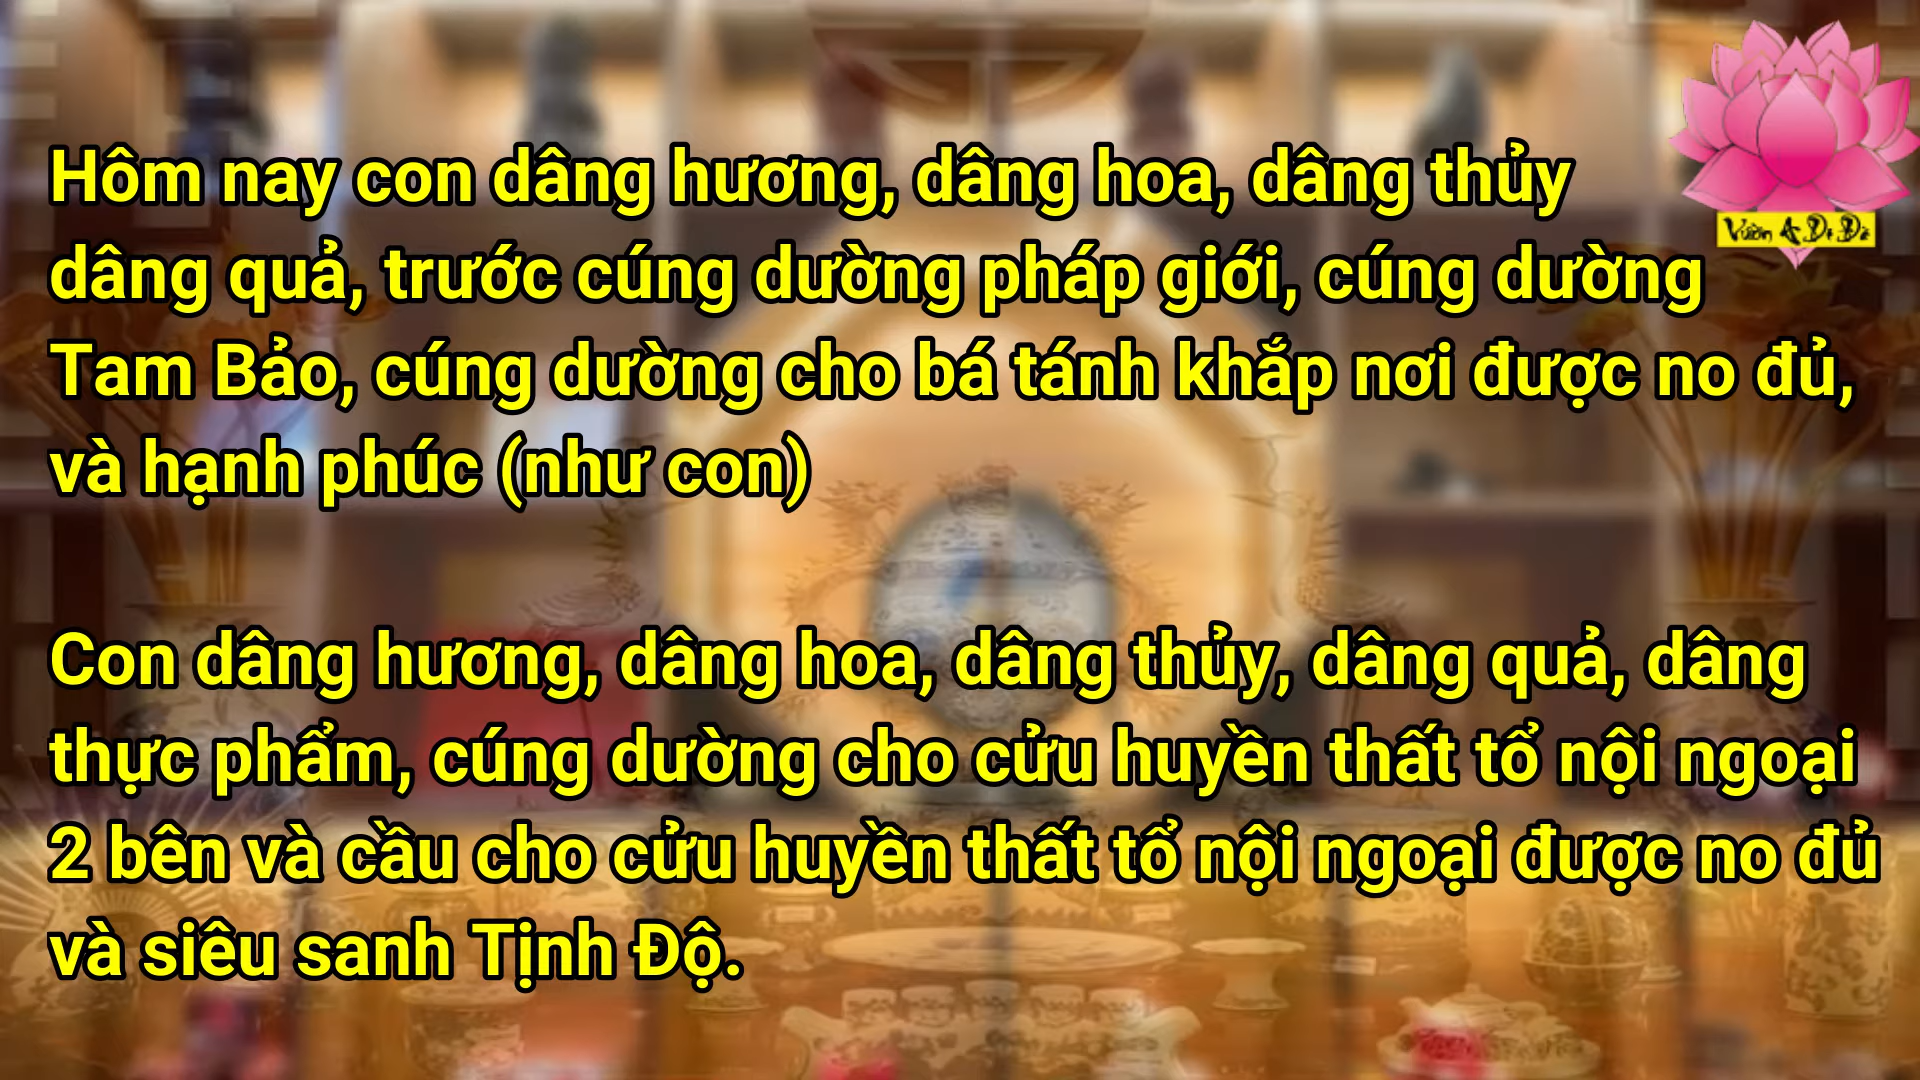 Hôm nay con dâng hương, dâng hoa, dâng thủy
dâng quả, trước cúng dường pháp giới, cúng dường
Tam Bảo, cúng dường cho bá tánh khắp nơi được no đủ,
và hạnh phúc (như con)
Con dâng hương, dâng hoa, dâng thủy, dâng quả, dâng
thực phẩm, cúng dường cho cửu huyền thất tổ nội ngoại
2 bên và cầu cho cửu huyền thất tổ nội ngoại được no đủ
và siêu sanh Tịnh Độ.
Vườn A Di Đà